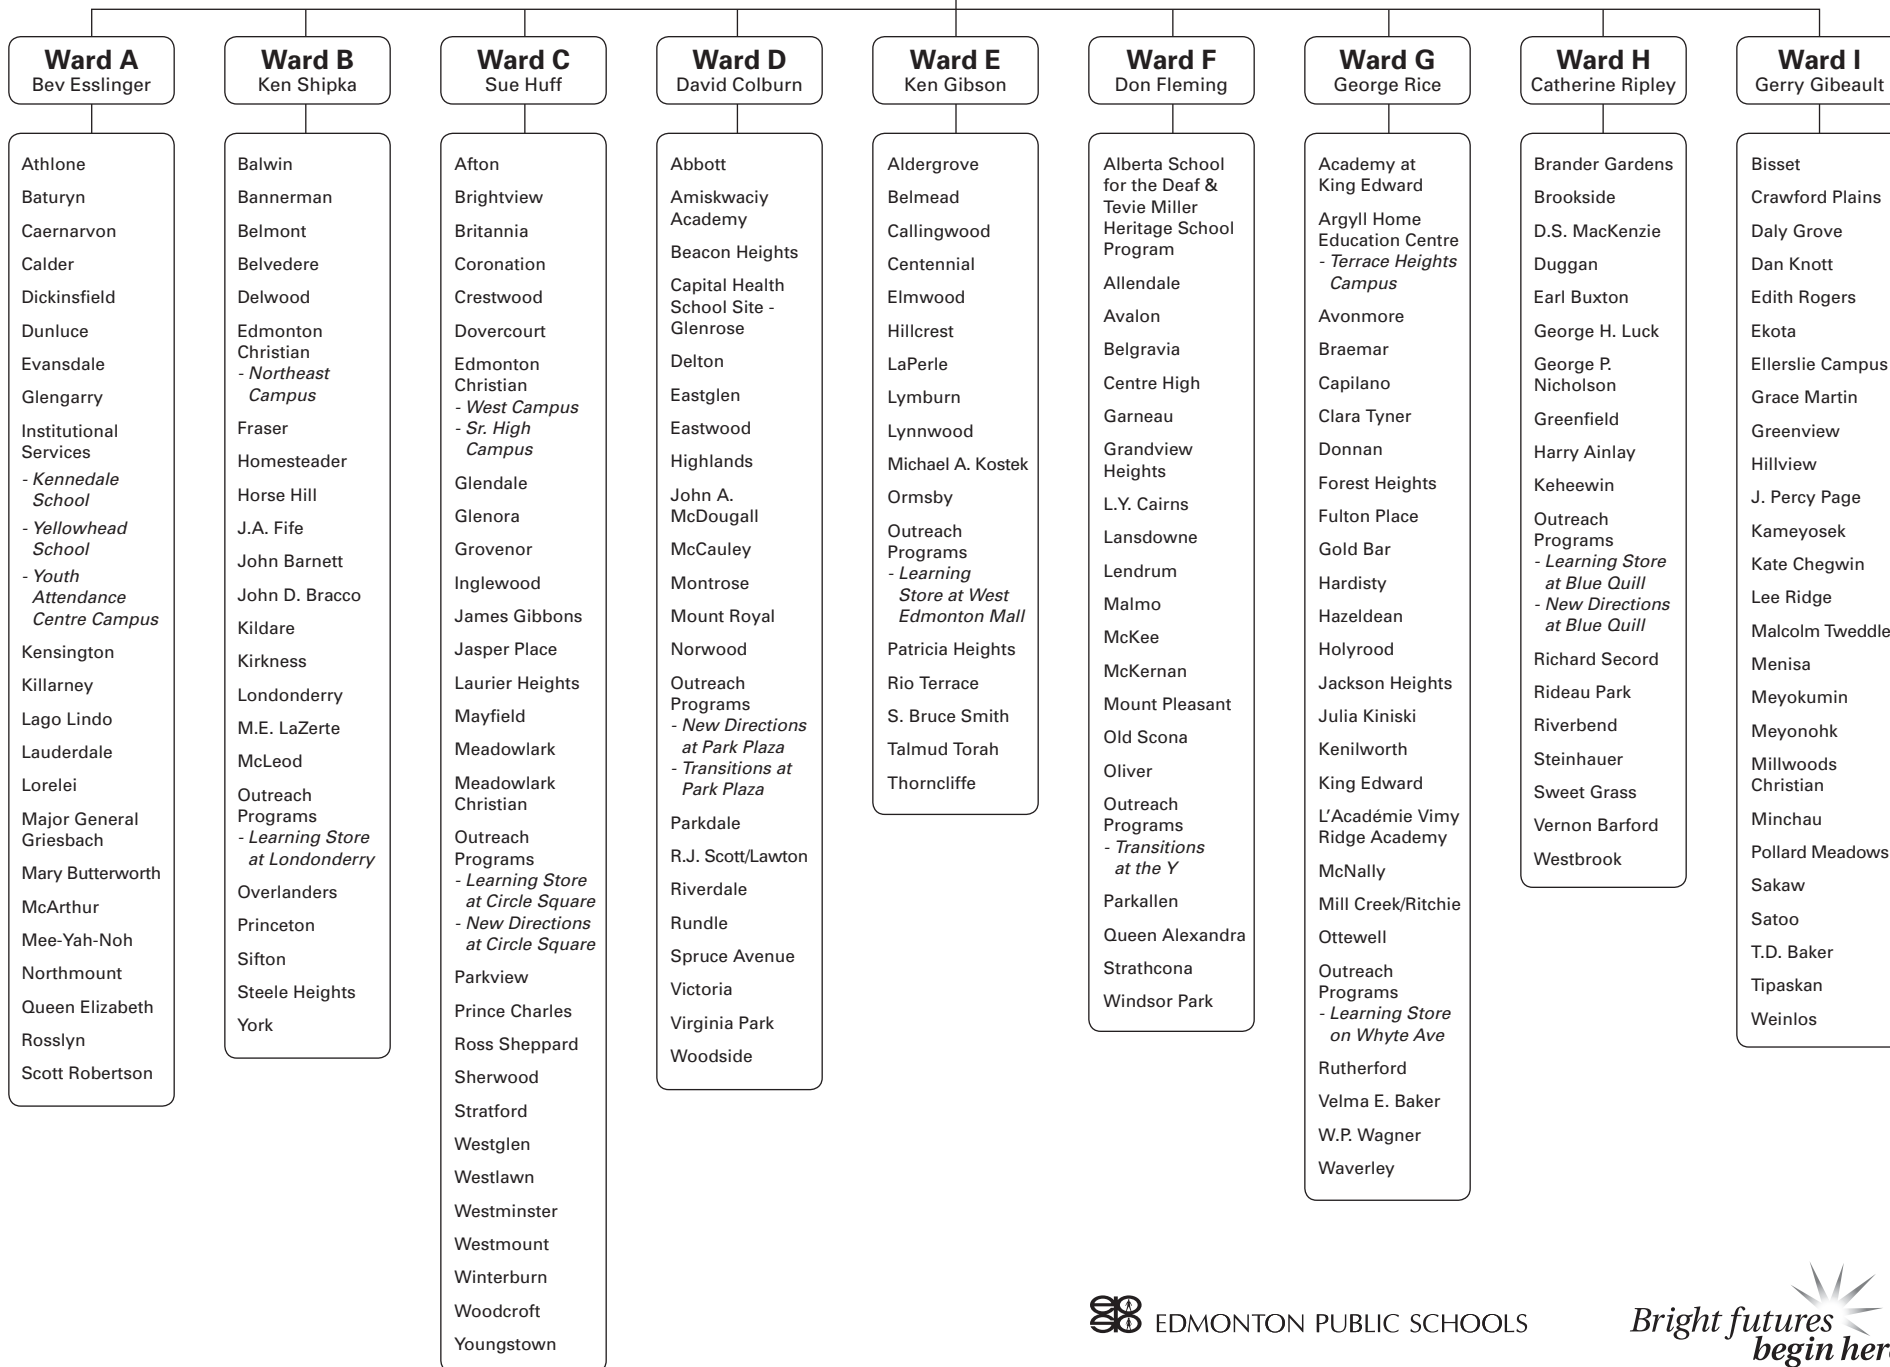 Ward A
Bev Esslinger
Athlone
Baturyn
Caernarvon
Calder
Dickinsfield
Dunluce
Evansdale
Glengarry
Institutional
Services
- Kennedale
School
- Yellowhead
School
- Youth
Attendance
Centre Campus
Kensington
Killarney
Lago Lindo
Lauderdale
Lorelei
Major General
Griesbach
Mary Butterworth
McArthur
Mee-Yah-Noh
Northmount
Queen Elizabeth
Rosslyn
Scott Robertson
Ward B
Ken Shipka
Balwin
Bannerman
Belmont
Belvedere
Delwood
Edmonton
Christian
- Northeast
Campus
Fraser
Homesteader
Horse Hill
J.A. Fife
John Barnett
John D. Bracco
Kildare
Kirkness
Londonderry
M.E. LaZerte
McLeod
Outreach
Programs
- Learning Store
at Londonderry
Overlanders
Princeton
Sifton
Steele Heights
York
Ward C
Sue Huff
Afton
Brightview
Britannia
Coronation
Crestwood
Dovercourt
Edmonton
Christian
- West Campus
- Sr. High
Campus
Glendale
Glenora
Grovenor
Inglewood
James Gibbons
Jasper Place
Laurier Heights
Mayfield
Meadowlark
Meadowlark
Christian
Outreach
Programs
- Learning Store
at Circle Square
- New Directions
at Circle Square
Parkview
Prince Charles
Ross Sheppard
Sherwood
Stratford
Westglen
Westlawn
Westminster
Westmount
Winterburn
Woodcroft
Youngstown
Ward D
David Colburn
Abbott
Amiskwaciy
Academy
Beacon Heights
Capital Health
School Site -
Glenrose
Delton
Eastglen
Eastwood
Highlands
John A.
McDougall
McCauley
Montrose
Mount Royal
Norwood
Outreach
Programs
- New Directions
at Park Plaza
- Transitions at
Park Plaza
Parkdale
R.J. Scott/Lawton
Riverdale
Rundle
Spruce Avenue
Victoria
Virginia Park
Woodside
Ward E
Ken Gibson
Aldergrove
Belmead
Callingwood
Centennial
Elmwood
Hillcrest
LaPerle
Lymburn
Lynnwood
Michael A. Kostek
Ormsby
Outreach
Programs
- Learning
Store at West
Edmonton Mall
Patricia Heights
Rio Terrace
S. Bruce Smith
Talmud Torah
Thorncliffe
Ward F
Don Fleming
Alberta School
for the Deaf &
Tevie Miller
Heritage School
Program
Allendale
Avalon
Belgravia
Centre High
Garneau
Grandview
Heights
L.Y. Cairns
Lansdowne
Lendrum
Malmo
McKee
McKernan
Mount Pleasant
Old Scona
Oliver
Outreach
Programs
- Transitions
at the Y
Parkallen
Queen Alexandra
Strathcona
Windsor Park
Ward G
George Rice
Academy at
King Edward
Argyll Home
Education Centre
- Terrace Heights
Campus
Avonmore
Braemar
Capilano
Clara Tyner
Donnan
Forest Heights
Fulton Place
Gold Bar
Hardisty
Hazeldean
Holyrood
Jackson Heights
Julia Kiniski
Kenilworth
King Edward
L'Académie Vimy
Ridge Academy
McNally
Mill Creek/Ritchie
Ottewell
Outreach
Programs
- Learning Store
on Whyte Ave
Rutherford
Velma E. Baker
W.P. Wagner
Waverley
Ward H
Catherine Ripley
Brander Gardens
Brookside
D.S. MacKenzie
Duggan
Earl Buxton
George H. Luck
George P.
Nicholson
Greenfield
Harry Ainlay
Keheewin
Outreach
Programs
- Learning Store
at Blue Quill
- New Directions
at Blue Quill
Richard Secord
Rideau Park
Riverbend
Steinhauer
Sweet Grass
Vernon Barford
Westbrook
Ward I
Gerry Gibeault
Bisset
Crawford Plains
Daly Grove
Dan Knott
Edith Rogers
Ekota
Ellerslie Campus
Grace Martin
Greenview
Hillview
J. Percy Page
Kameyosek
Kate Chegwin
Lee Ridge
Malcolm Tweddle
Menisa
Meyokumin
Meyonohk
Millwoods
Christian
Minchau
Pollard Meadows
Sakaw
Satoo
T.D. Baker
Tipaskan
Weinlos
EDMONTON PUBLIC SCHOOLS
Bright futures
begin her